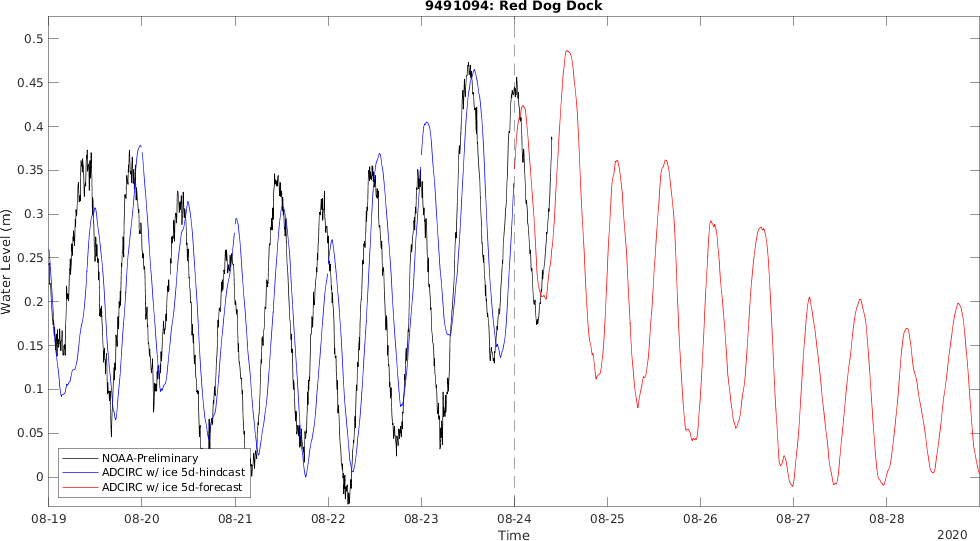 9491094: Red Dog Dock
0.5
0.45
0.4
0.35
0.3
0.25
0.2
0.15
0.1
0.05
0
Water Level (m)
NOAA-Preliminary
ADCIRC w/ ice 5d-hindcast
ADCIRC w/ ice 5d-forecast
08-19 08-20 08-21 08-22 08-23 08-24 08-25 08-26 08-27 08-28
Time
2020